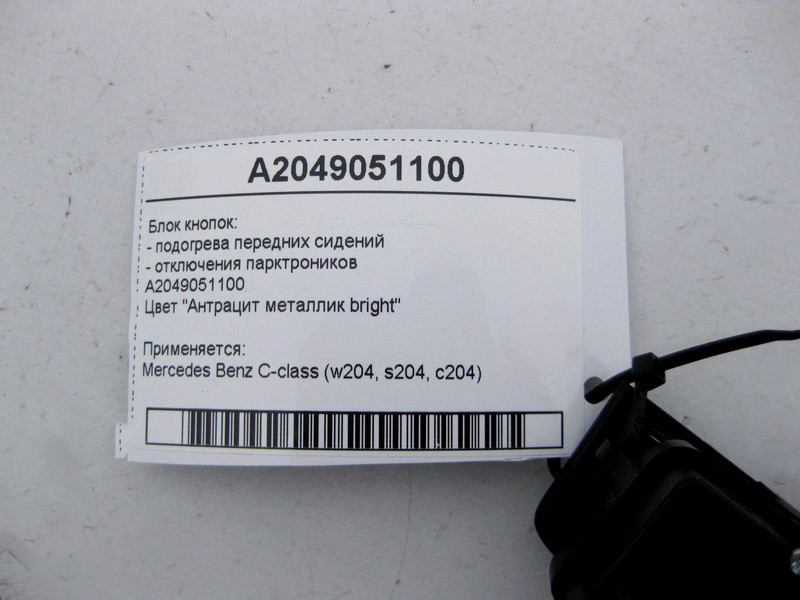 A2049051100
Блок кнопок:
- подогрева передних сидений
- отключения парктроников
A2049051100
Цвет "Антрацит металлик bright"
Применяется:
Mercedes Benz C-class (w204, s204, c204)